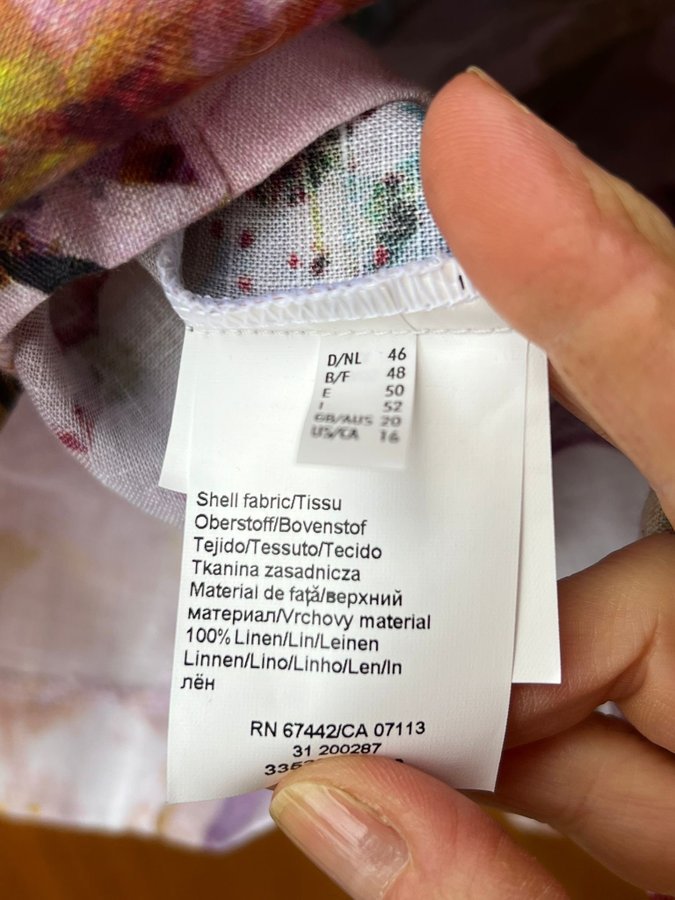 D/NL 46
B/F 48
E 50
I 52
GB/AUS 20
US/CA 16
Shell fabric/Tissu
Oberstoff/Bovenstof
Tejido/Tessuto/Tecido
Tkanina zasadnicza
Material de faţă/верхний
материал/Vrchovy material
100% Linen/Lin/Leinen
Linnen/Lino/Linho/Len/In
лён
RN 67442/CA 07113
31 200287